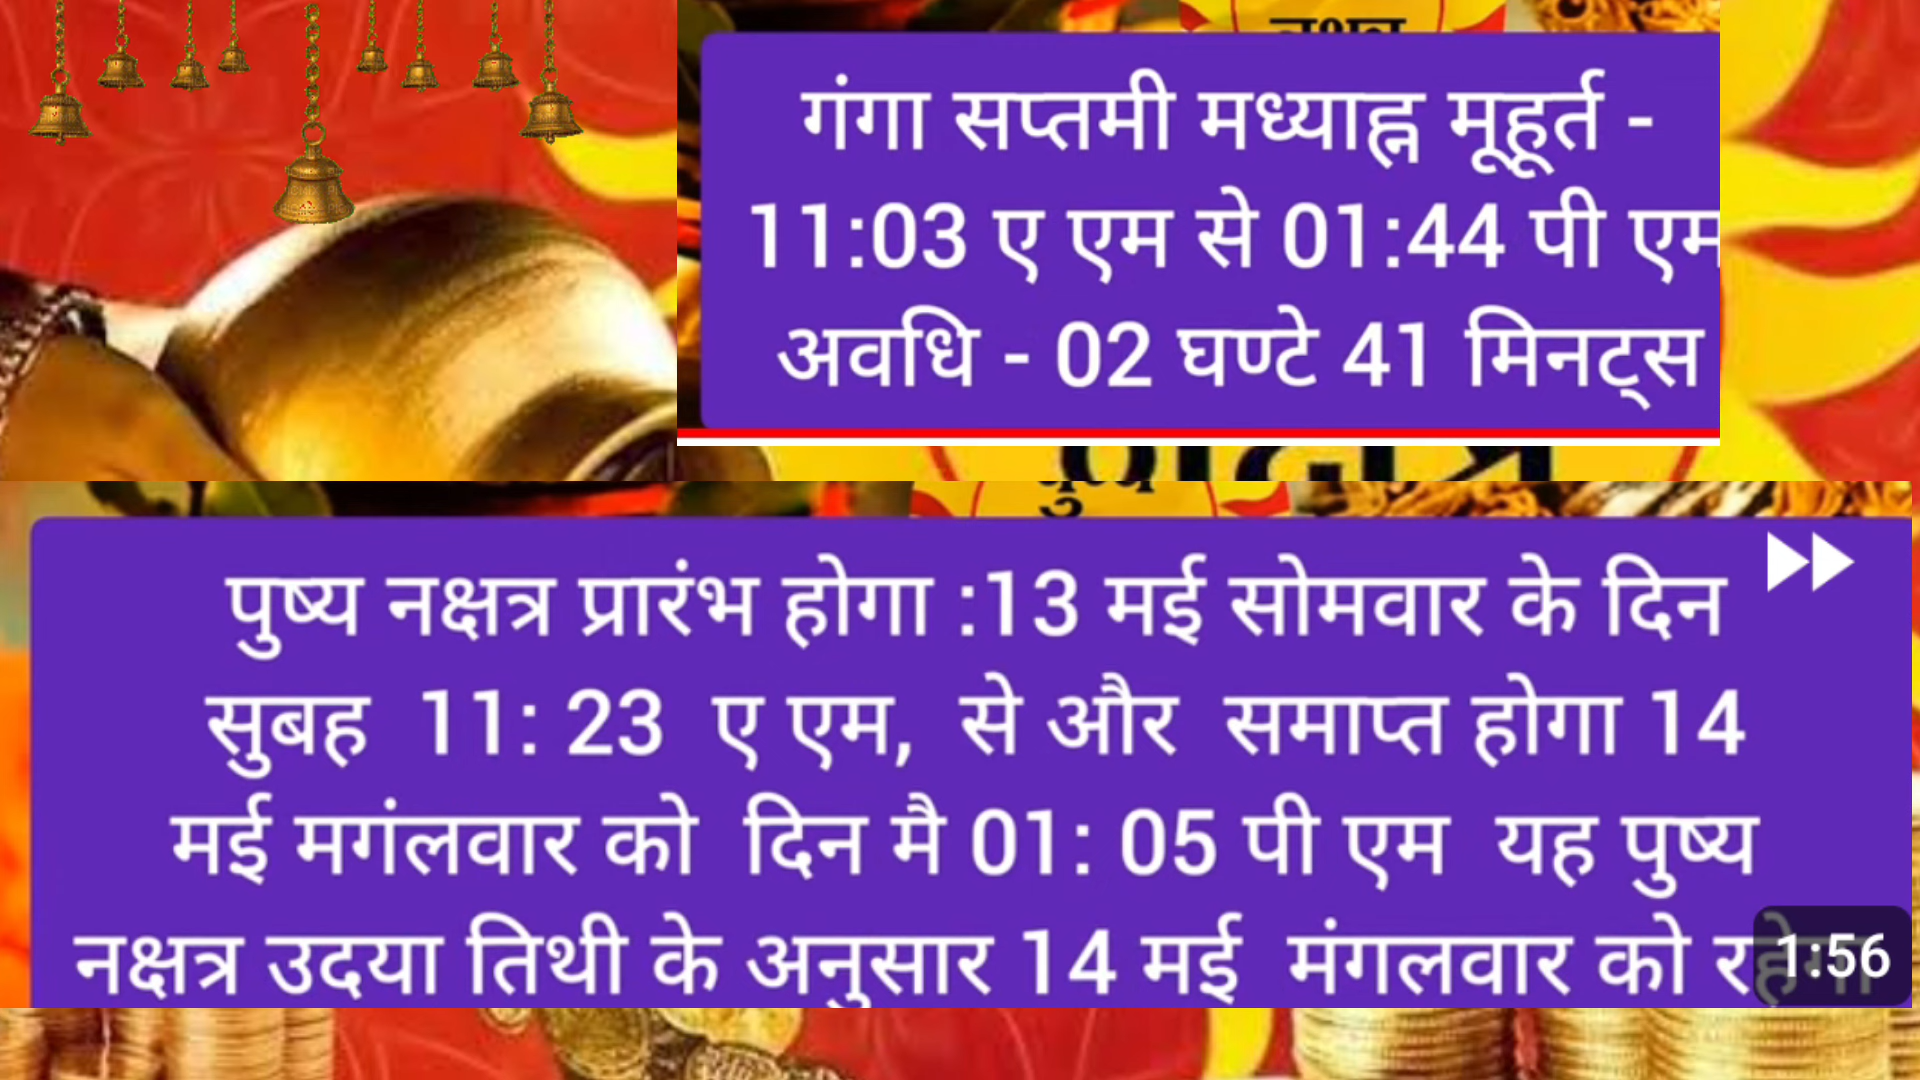 गंगा सप्तमी मध्याह्न मूहूर्त -
11:03 ए एम से 01:44 पी एम
अवधि - 02 घण्टे 41 मिनट्स
पुष्य नक्षत्र प्रारंभ होगा :13 मई सोमवार के दिन
सुबह 11: 23 ए एम, से और समाप्त होगा 14
मई मगंलवार को दिन मै 01: 05 पी एम यह पुष्य
नक्षत्र उदया तिथी के अनुसार 14 मई मंगलवार को रहेगा
1:56